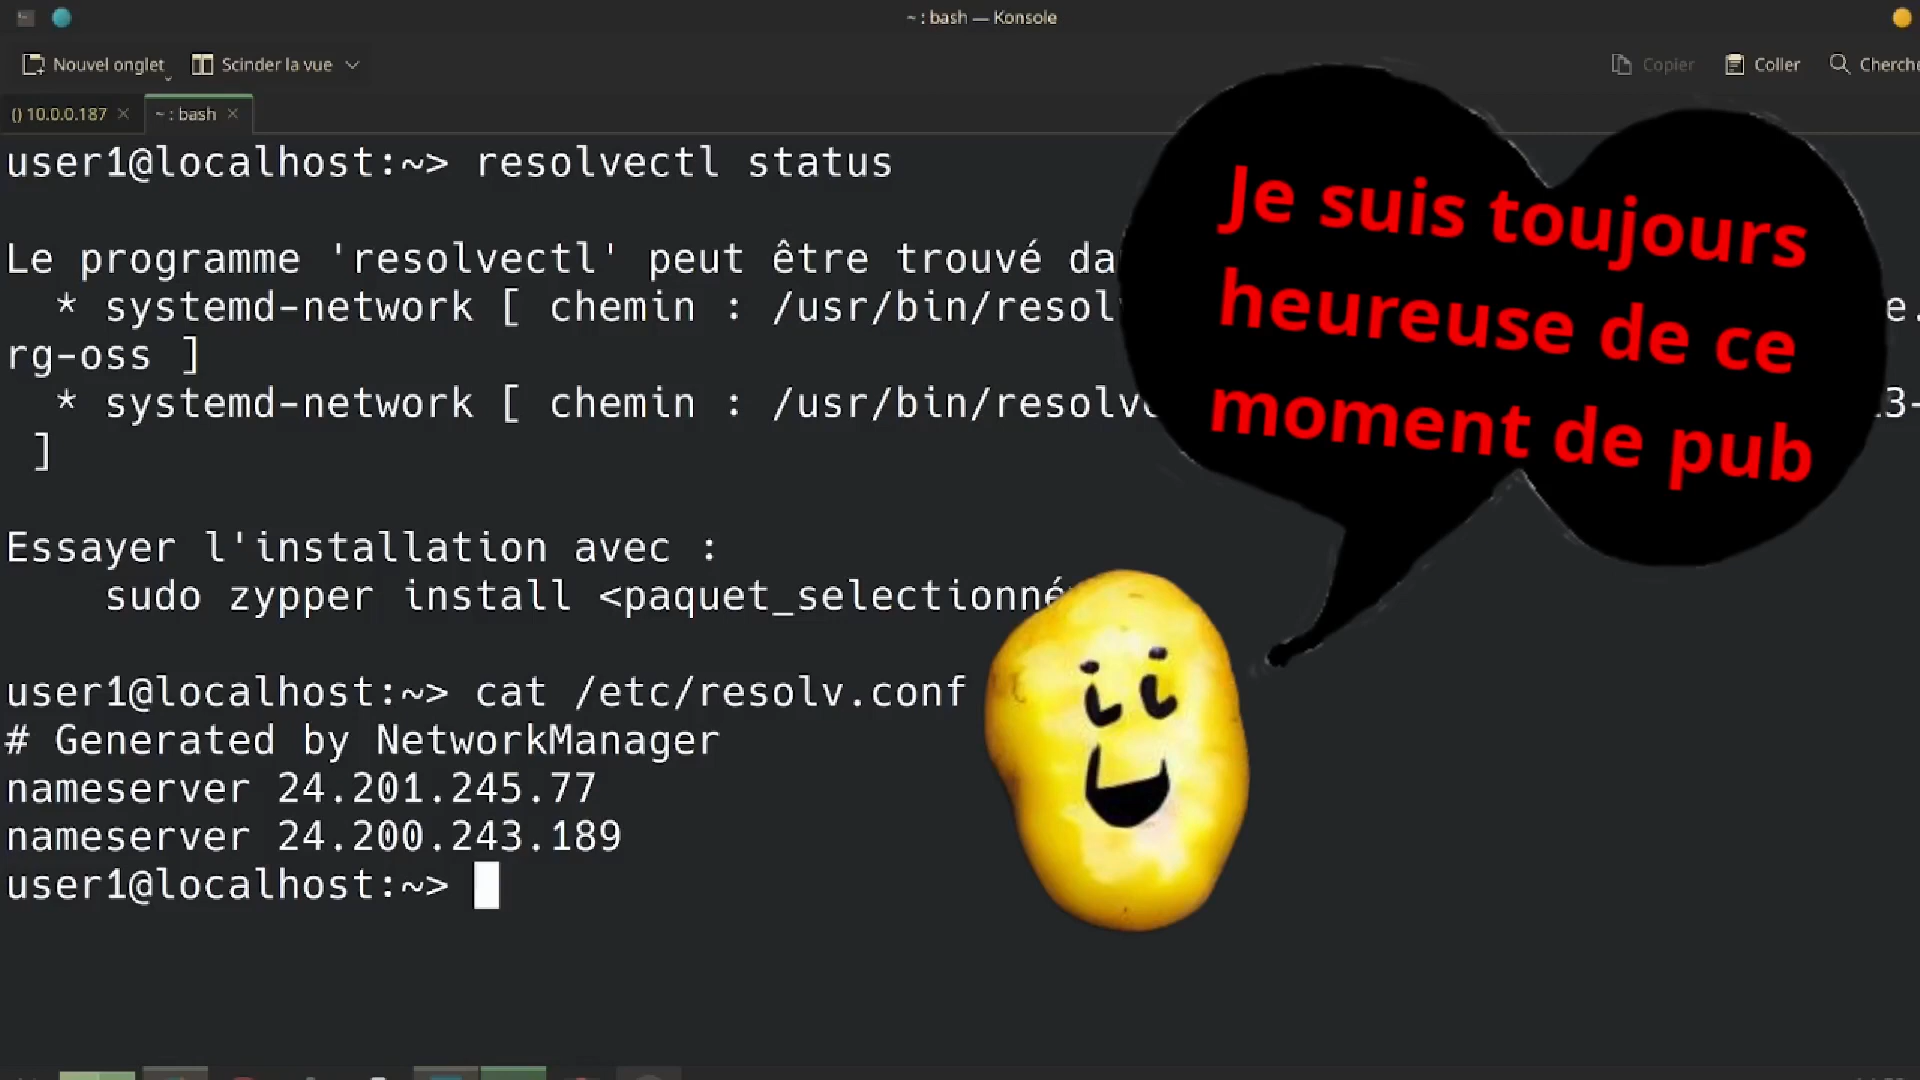 ~ : bash — Konsole
Nouvel onglet Scinder la vue Copier Coller
() 10.0.0.187 ~ : bash
user1@localhost:~> resolvectl status
Le programme 'resolvectl' peut être trouvé
* systemd-network [ chemin : /usr/bin/resol
rg-oss ]
* systemd-network [ chemin : /usr/bin/resolv
]
Essayer l'installation avec :
sudo zypper install <paquet_selectionné
user1@localhost:~> cat /etc/resolv.conf
# Generated by NetworkManager
nameserver 24.201.245.77
nameserver 24.200.243.189
user1@localhost:~>
Je suis toujours
heureuse de ce
moment de pub